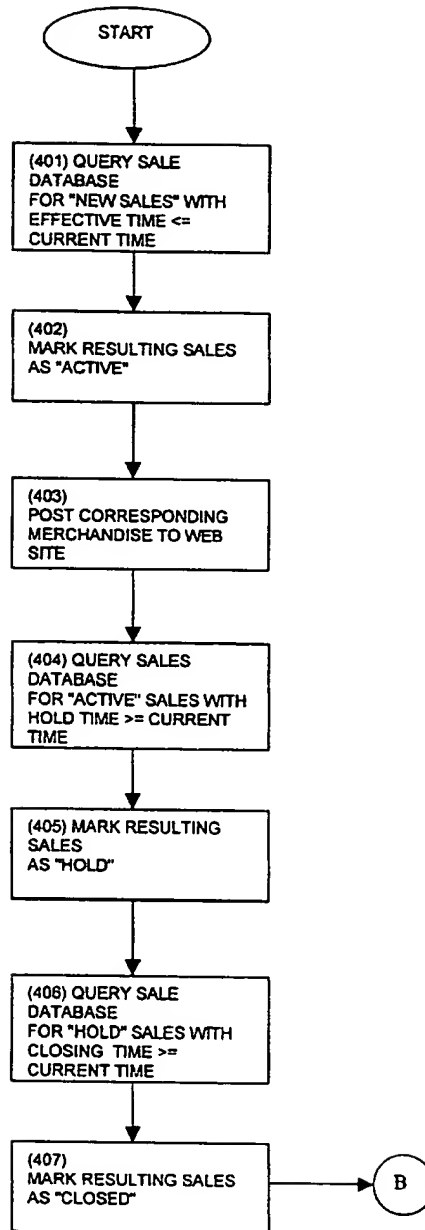 START
(401) QUERY SALE
DATABASE
FOR "NEW SALES" WITH
EFFECTIVE TIME <=
CURRENT TIME
(402)
MARK RESULTING SALES
AS "ACTIVE"
(403)
POST CORRESPONDING
MERCHANDISE TO WEB
SITE
(404) QUERY SALES
DATABASE
FOR "ACTIVE" SALES WITH
HOLD TIME >= CURRENT
TIME
(405) MARK RESULTING
SALES
AS "HOLD"
(406) QUERY SALE
DATABASE
FOR "HOLD" SALES WITH
CLOSING TIME >=
CURRENT TIME
(407)
MARK RESULTING SALES
AS "CLOSED"
B